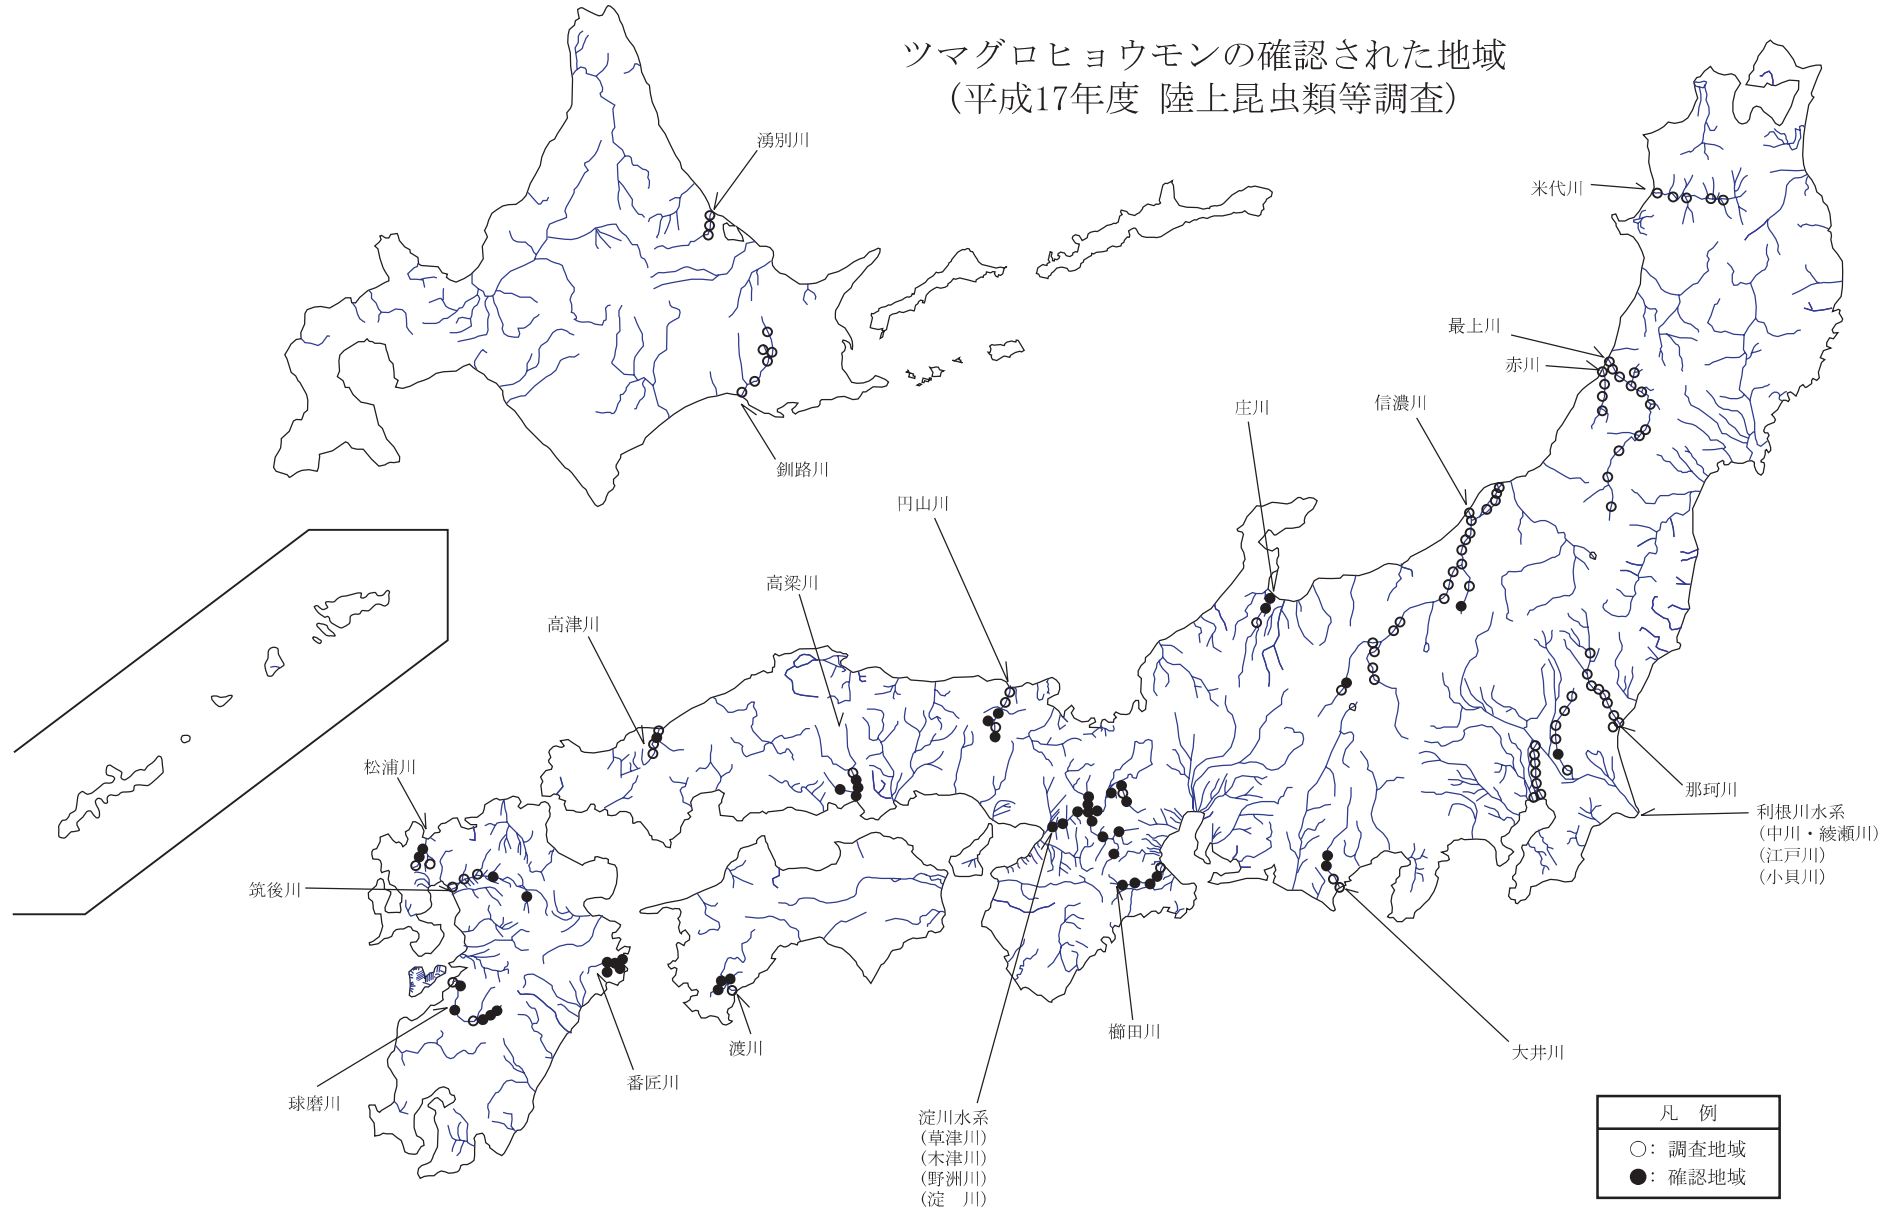 ツマグロヒョウモンの確認された地域
(平成17年度 陸上昆虫類等調査)
湧別川
米代川
最上川
赤川
庄川
信濃川
釧路川
円山川
高梁川
高津川
松浦川
那珂川
利根川水系
(中川・綾瀬川)
(江戸川)
(小貝川)
筑後川
櫛田川
渡川
大井川
番匠川
球磨川
淀川水系
(草津川)
(木津川)
(野洲川)
(淀　川)
凡　例
○： 調査地域
●： 確認地域